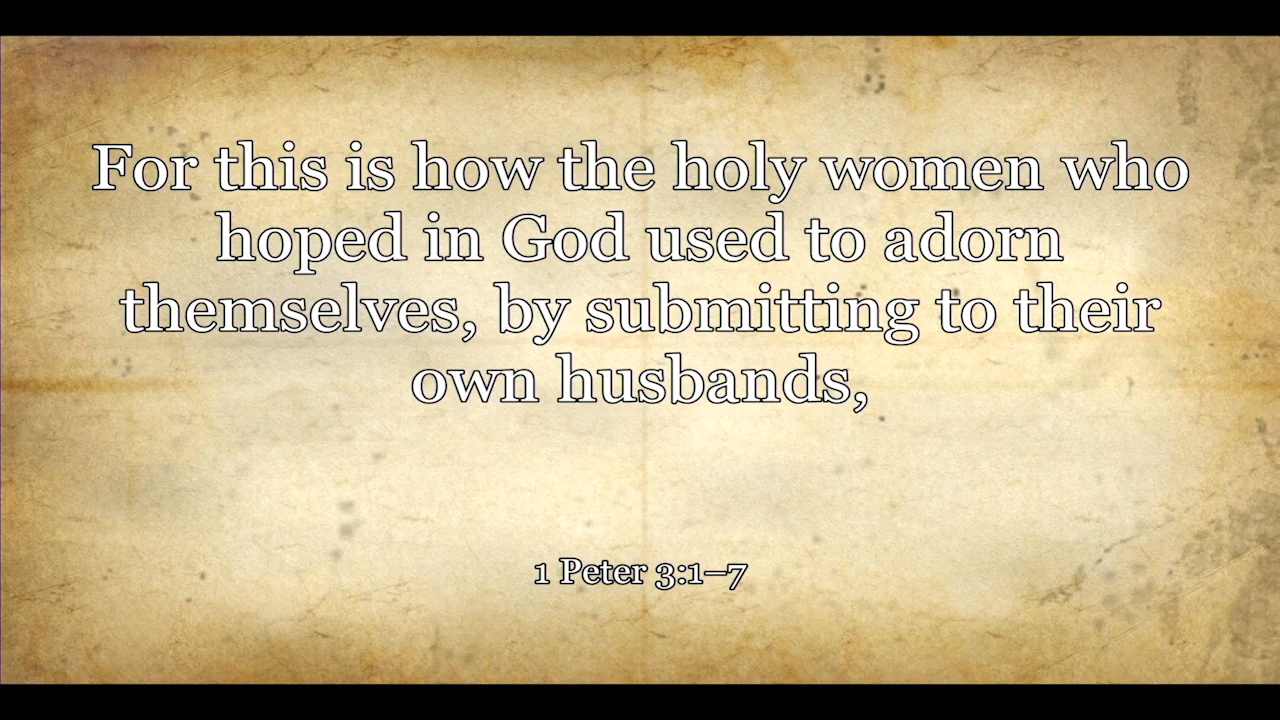 For this is how the holy women who
hoped in God used to adorn
themselves, by submitting to their
own husbands,
1 Peter 3:1–7